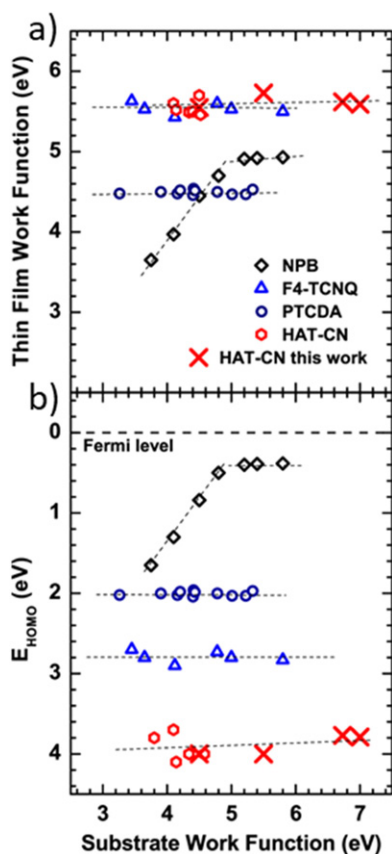 a)
Thin Film Work Function (eV)
6
5
4
3
NPB
F4-TCNQ
PTCDA
HAT-CN
HAT-CN this work
b)
0
Fermi level
1
2
3
4
E_HOMO (eV)
3 4 5 6 7
Substrate Work Function (eV)